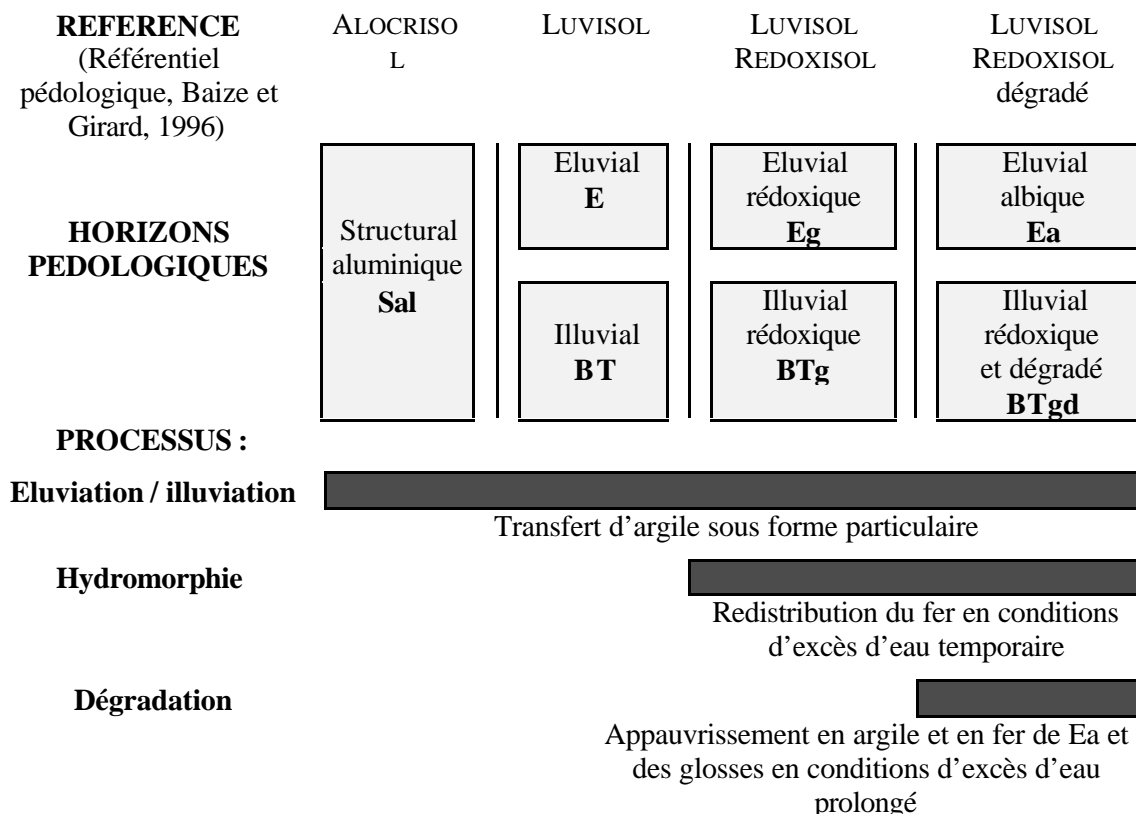 REFERENCE
(Référentiel
pédologique, Baize et
Girard, 1996)
ALOCRISO
L
LUVISOL
LUVISOL
REDOXISOL
LUVISOL
REDOXISOL
dégradé
HORIZONS
PEDOLOGIQUES
Structural
aluminique
Sal
Eluvial
E
Eluvial
rédoxique
Eg
Eluvial
albique
Ea
Illuvial
BT
Illuvial
rédoxique
BTg
Illuvial
rédoxique
et dégradé
BTgd
PROCESSUS :
Eluviation / illuviation
Transfert d’argile sous forme particulaire
Hydromorphie
Redistribution du fer en conditions
d’excès d’eau temporaire
Dégradation
Appauvrissement en argile et en fer de Ea et
des glosses en conditions d’excès d’eau
prolongé